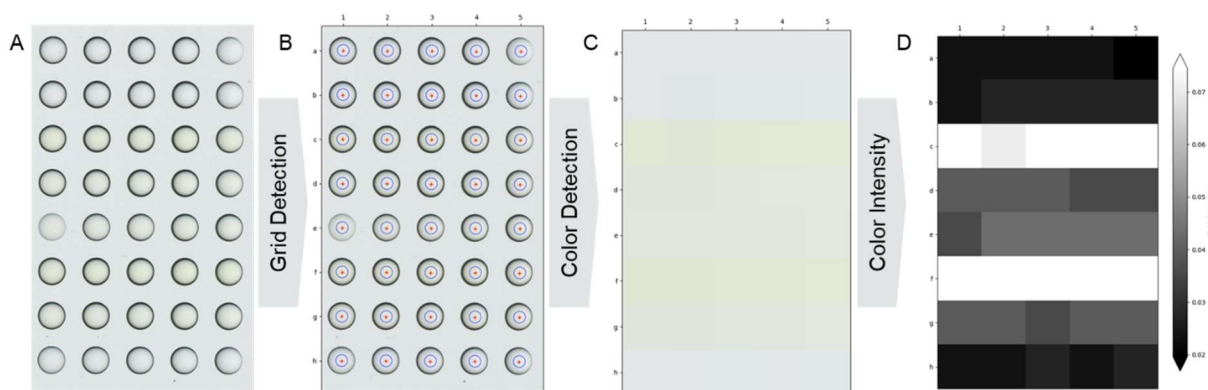 A
B
1 2 3 4 5
a
b
c
d
e
f
g
h
Grid Detection
C
1 2 3 4 5
a
b
c
d
e
f
g
h
Color Detection
D
1 2 3 4 5
a
b
c
d
e
f
g
h
Color Intensity
0.07
0.06
0.05
0.04
0.03
0.02